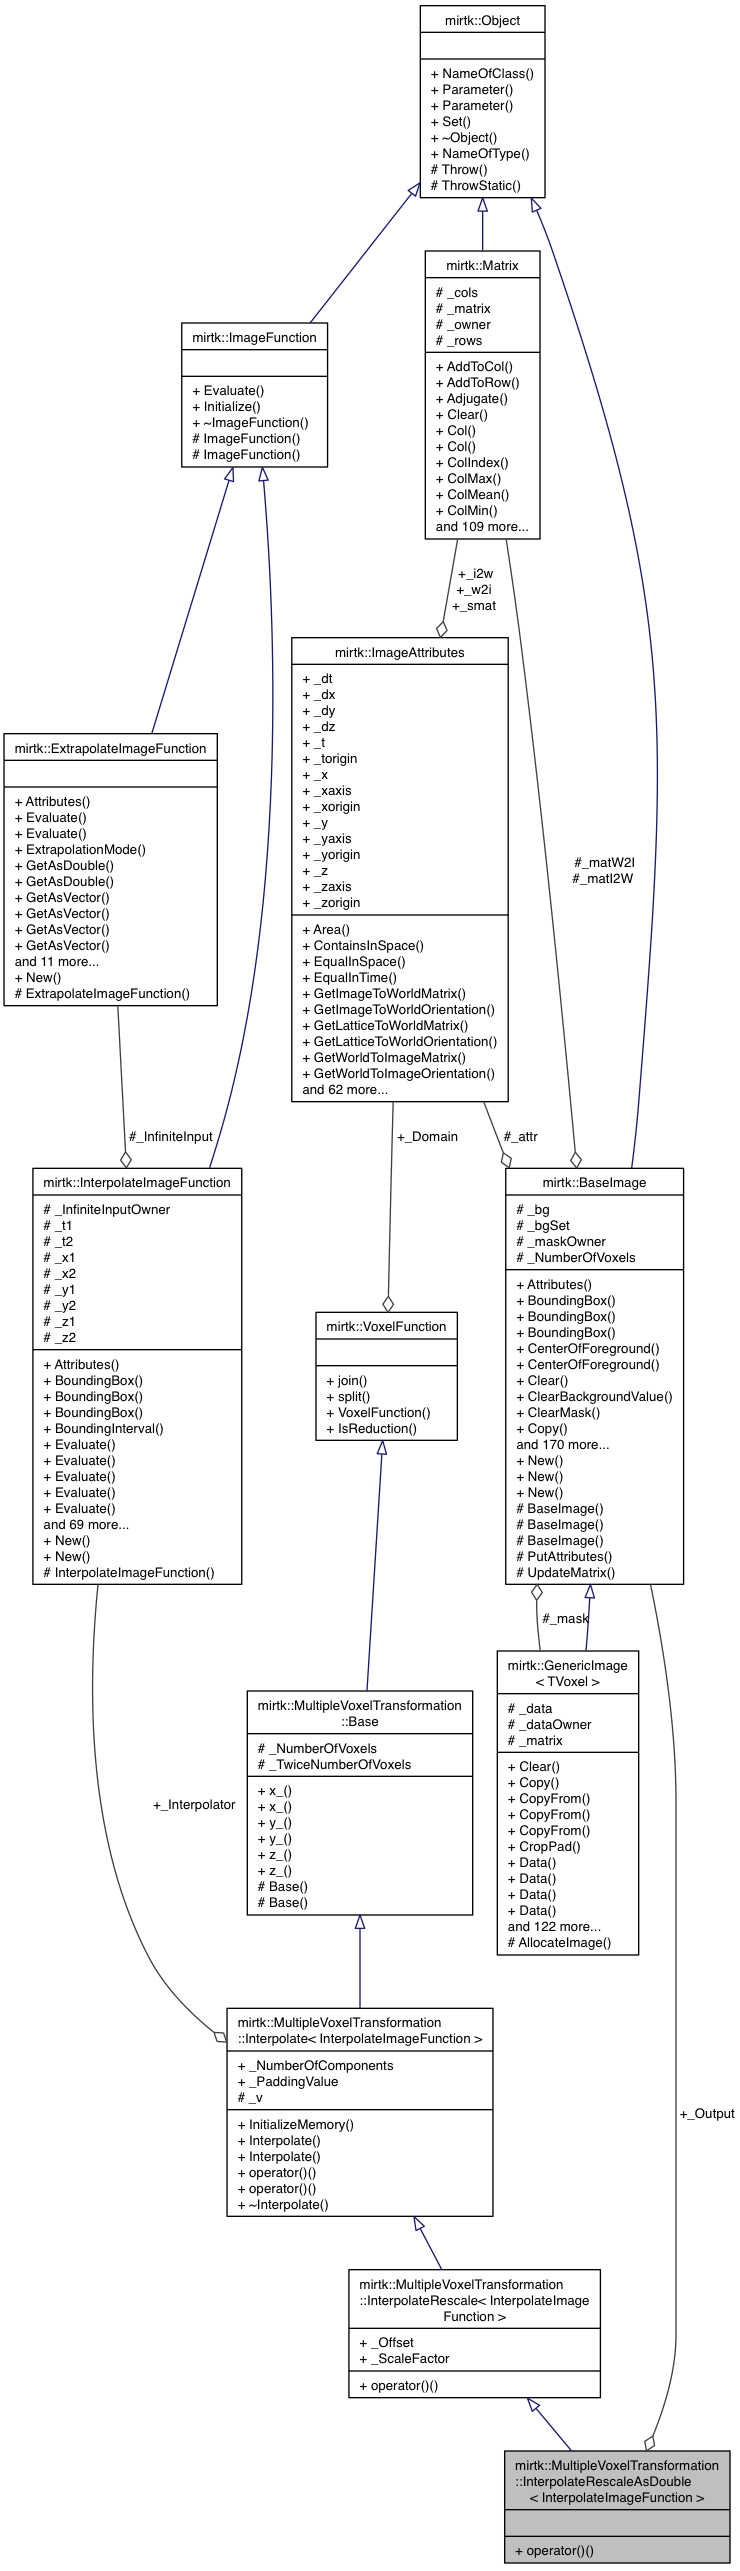 mirtk::Object
+ NameOfClass()
+ Parameter()
+ Parameter()
+ Set()
+ ~Object()
+ NameOfType()
# Throw()
# ThrowStatic()
mirtk::Matrix
# _cols
# _matrix
# _owner
# _rows
+ AddToCol()
+ AddToRow()
+ Adjugate()
+ Clear()
+ Col()
+ Col()
+ ColIndex()
+ ColMax()
+ ColMean()
+ ColMin()
and 109 more...
mirtk::ImageFunction
+ Evaluate()
+ Initialize()
+ ~ImageFunction()
# ImageFunction()
# ImageFunction()
+_i2w
+_w2i
+_smat
mirtk::ImageAttributes
+ _dt
+ _dx
+ _dy
+ _dz
+ _t
+ _torigin
+ _x
+ _xaxis
+ _xorigin
+ _y
+ _yaxis
+ _yorigin
+ _z
+ _zaxis
+ _zorigin
+ Area()
+ ContainsInSpace()
+ EqualInSpace()
+ EqualInTime()
+ GetImageToWorldMatrix()
+ GetImageToWorldOrientation()
+ GetLatticeToWorldMatrix()
+ GetLatticeToWorldOrientation()
+ GetWorldToImageMatrix()
+ GetWorldToImageOrientation()
and 62 more...
mirtk::ExtrapolateImageFunction
+ Attributes()
+ Evaluate()
+ Evaluate()
+ ExtrapolationMode()
+ GetAsDouble()
+ GetAsDouble()
+ GetAsVector()
+ GetAsVector()
+ GetAsVector()
+ GetAsVector()
and 11 more...
+ New()
# ExtrapolateImageFunction()
#_matW2I
#_matI2W
#_InfiniteInput
+_Domain
#_attr
mirtk::InterpolateImageFunction
# _InfiniteInputOwner
# _t1
# _t2
# _x1
# _x2
# _y1
# _y2
# _z1
# _z2
+ Attributes()
+ BoundingBox()
+ BoundingBox()
+ BoundingBox()
+ BoundingInterval()
+ Evaluate()
+ Evaluate()
+ Evaluate()
+ Evaluate()
+ Evaluate()
and 69 more...
+ New()
+ New()
# InterpolateImageFunction()
mirtk::BaseImage
# _bg
# _bgSet
# _maskOwner
# _NumberOfVoxels
+ Attributes()
+ BoundingBox()
+ BoundingBox()
+ BoundingBox()
+ CenterOfForeground()
+ CenterOfForeground()
+ Clear()
+ ClearBackgroundValue()
+ ClearMask()
+ Copy()
and 170 more...
+ New()
+ New()
+ New()
# BaseImage()
# BaseImage()
# BaseImage()
# PutAttributes()
# UpdateMatrix()
mirtk::VoxelFunction
+ join()
+ split()
+ VoxelFunction()
+ IsReduction()
#_mask
mirtk::GenericImage
< TVoxel >
# _data
# _dataOwner
# _matrix
+ Clear()
+ Copy()
+ CopyFrom()
+ CopyFrom()
+ CopyFrom()
+ CropPad()
+ Data()
+ Data()
+ Data()
+ Data()
and 122 more...
# AllocateImage()
mirtk::MultipleVoxelTransformation
::Base
# _NumberOfVoxels
# _TwiceNumberOfVoxels
+ x_()
+ x_()
+ y_()
+ y_()
+ z_()
+ z_()
# Base()
# Base()
+_Interpolator
mirtk::MultipleVoxelTransformation
::Interpolate< InterpolateImageFunction >
+ _NumberOfComponents
+ _PaddingValue
# _v
+ InitializeMemory()
+ Interpolate()
+ Interpolate()
+ operator()()
+ operator()()
+ ~Interpolate()
+_Output
mirtk::MultipleVoxelTransformation
::InterpolateRescale< InterpolateImage
Function >
+ _Offset
+ _ScaleFactor
+ operator()()
mirtk::MultipleVoxelTransformation
::InterpolateRescaleAsDouble
< InterpolateImageFunction >
+ operator()()